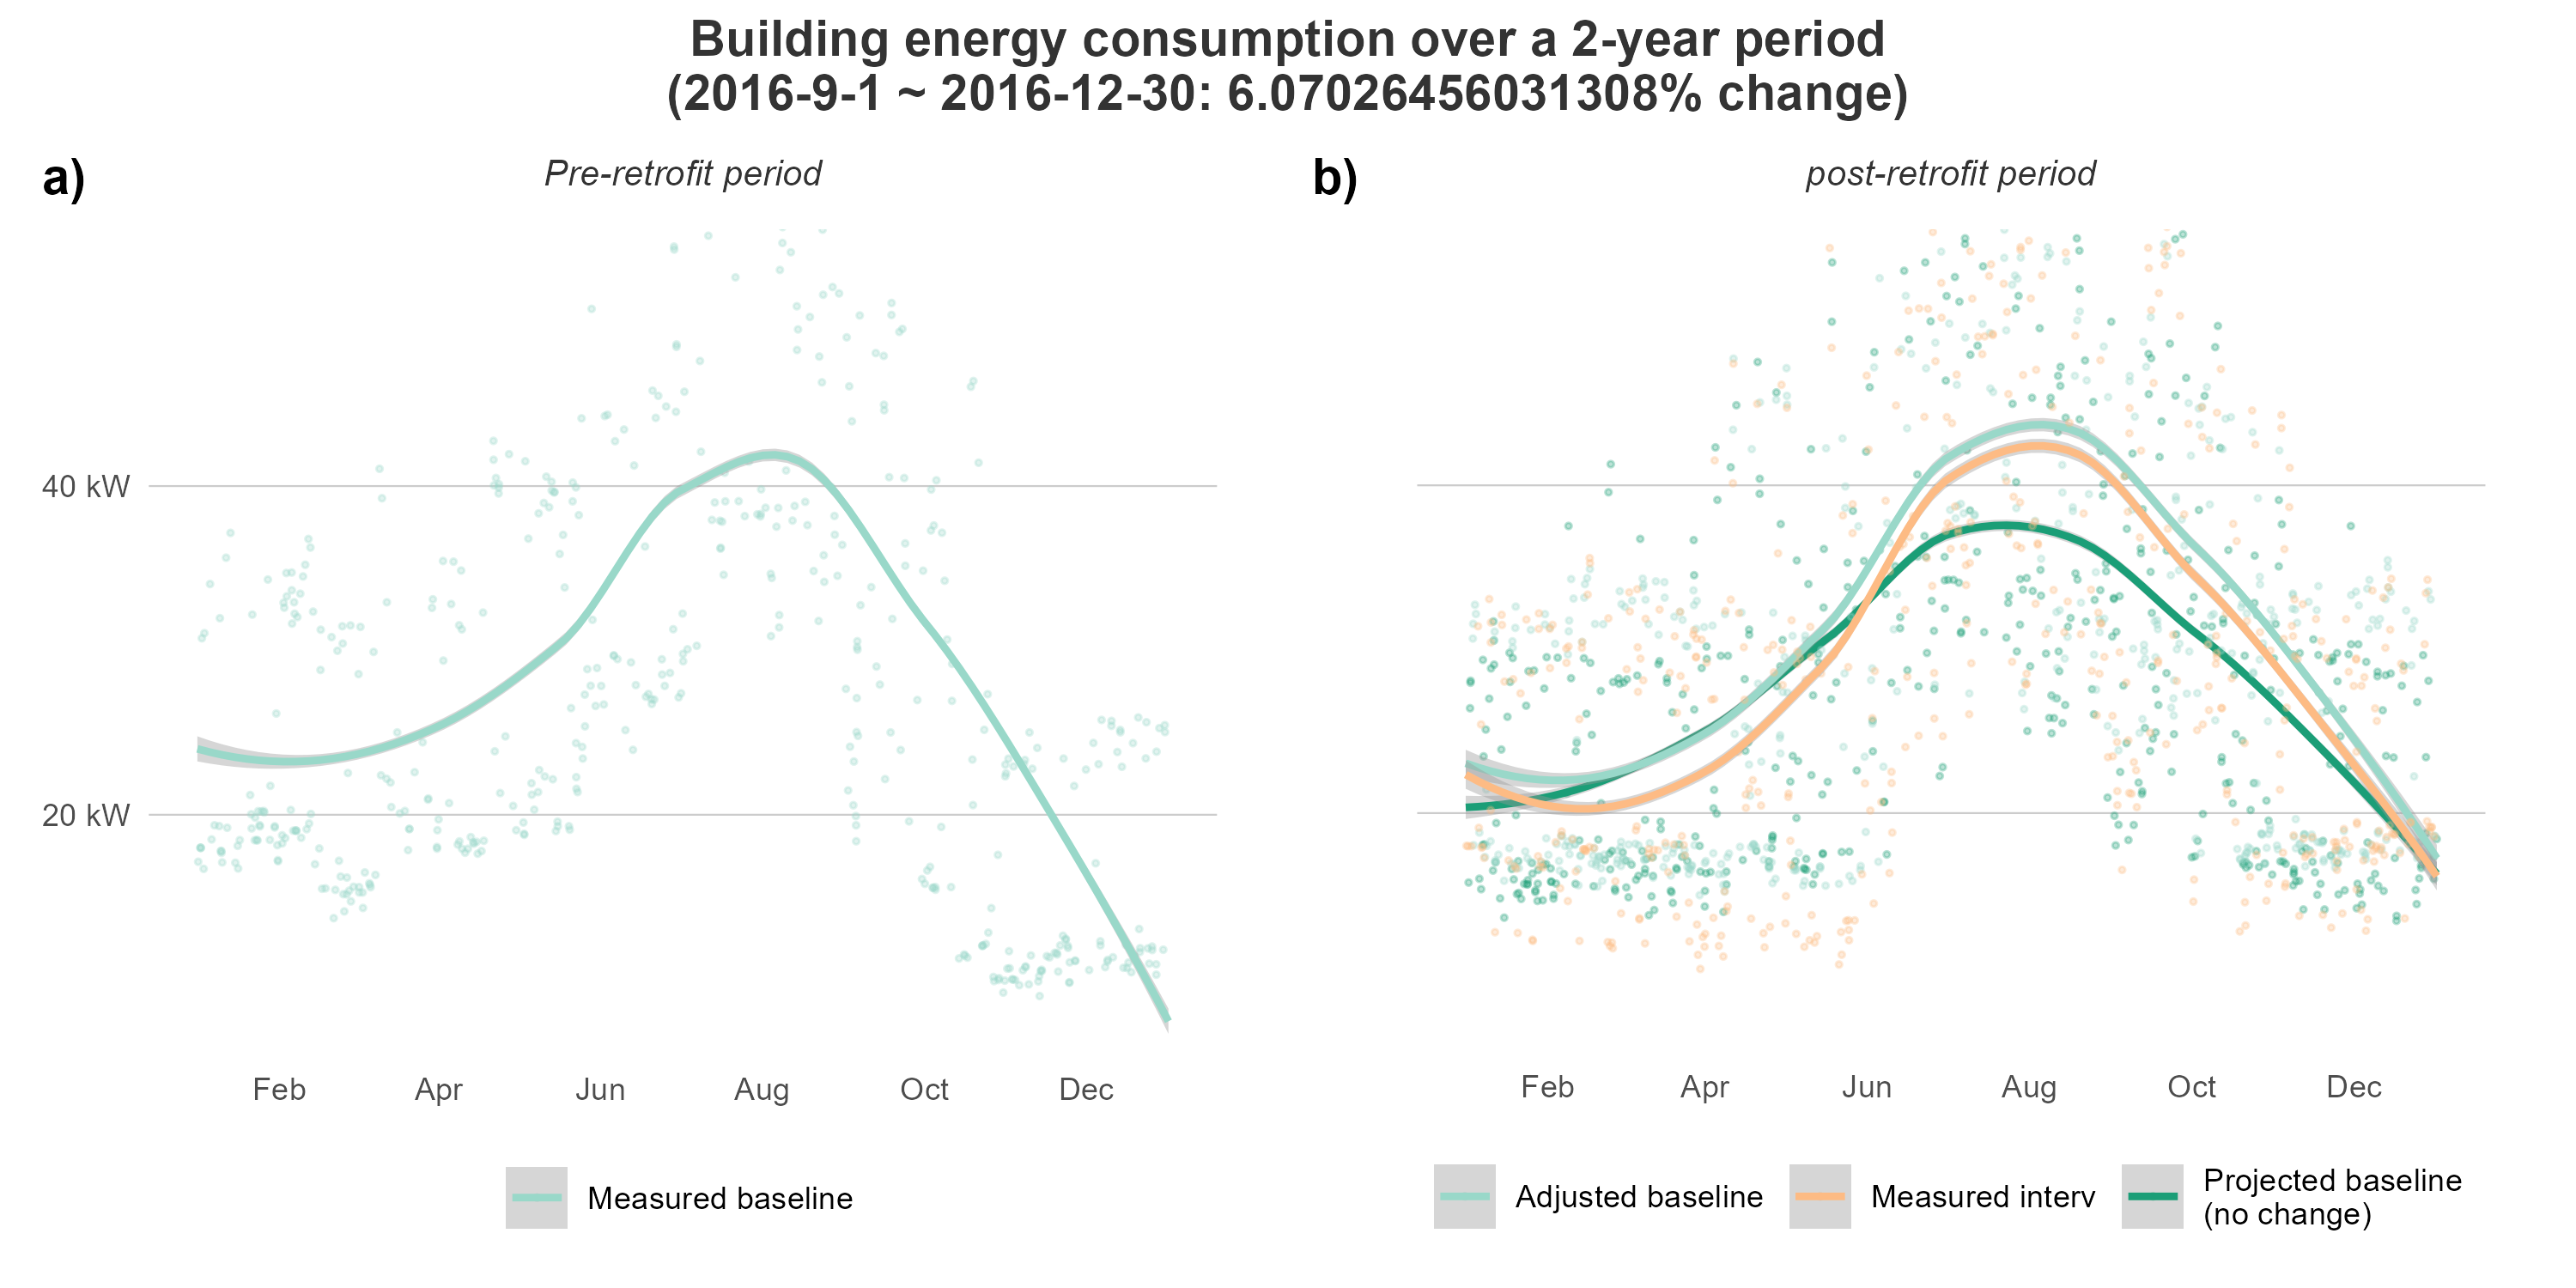 Building energy consumption over a 2-year period
(2016-9-1 ~ 2016-12-30: 6.07026456031308% change)
a)
Pre-retrofit period
40 kW
20 kW
Feb Apr Jun Aug Oct Dec
Measured baseline
b)
post-retrofit period
Feb Apr Jun Aug Oct Dec
Adjusted baseline
Measured interv
Projected baseline
(no change)